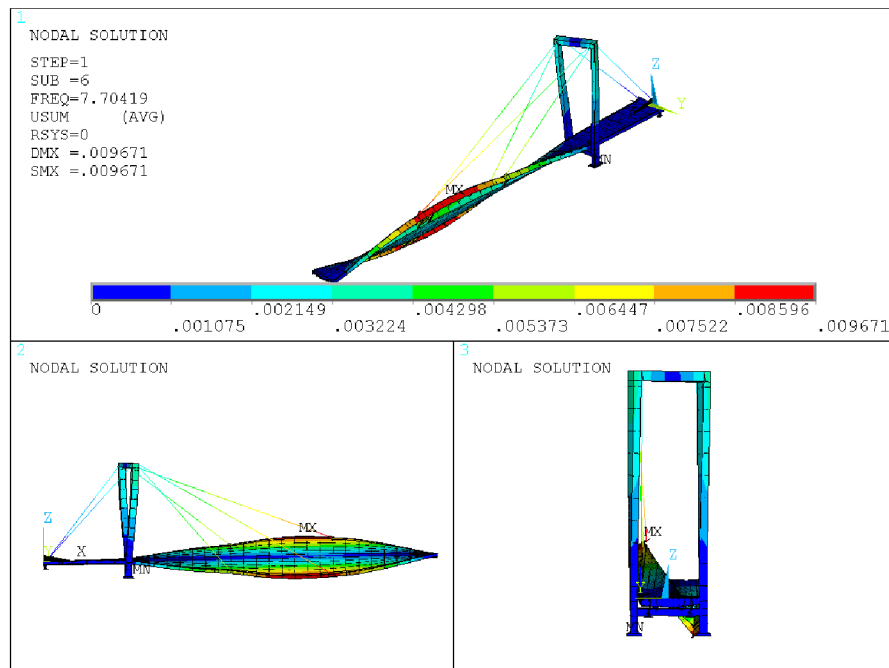 1
NODAL SOLUTION
STEP=1
SUB =6
FREQ=7.70419
USUM (AVG)
RSYS=0
DMX =.009671
SMX =.009671
Z
Y
MN
MX
0 .002149 .004298 .006447 .008596
.001075 .003224 .005373 .007522 .009671
2
NODAL SOLUTION
MX
Z
Y X
MN
3
NODAL SOLUTION
MX
Z
Y
MN